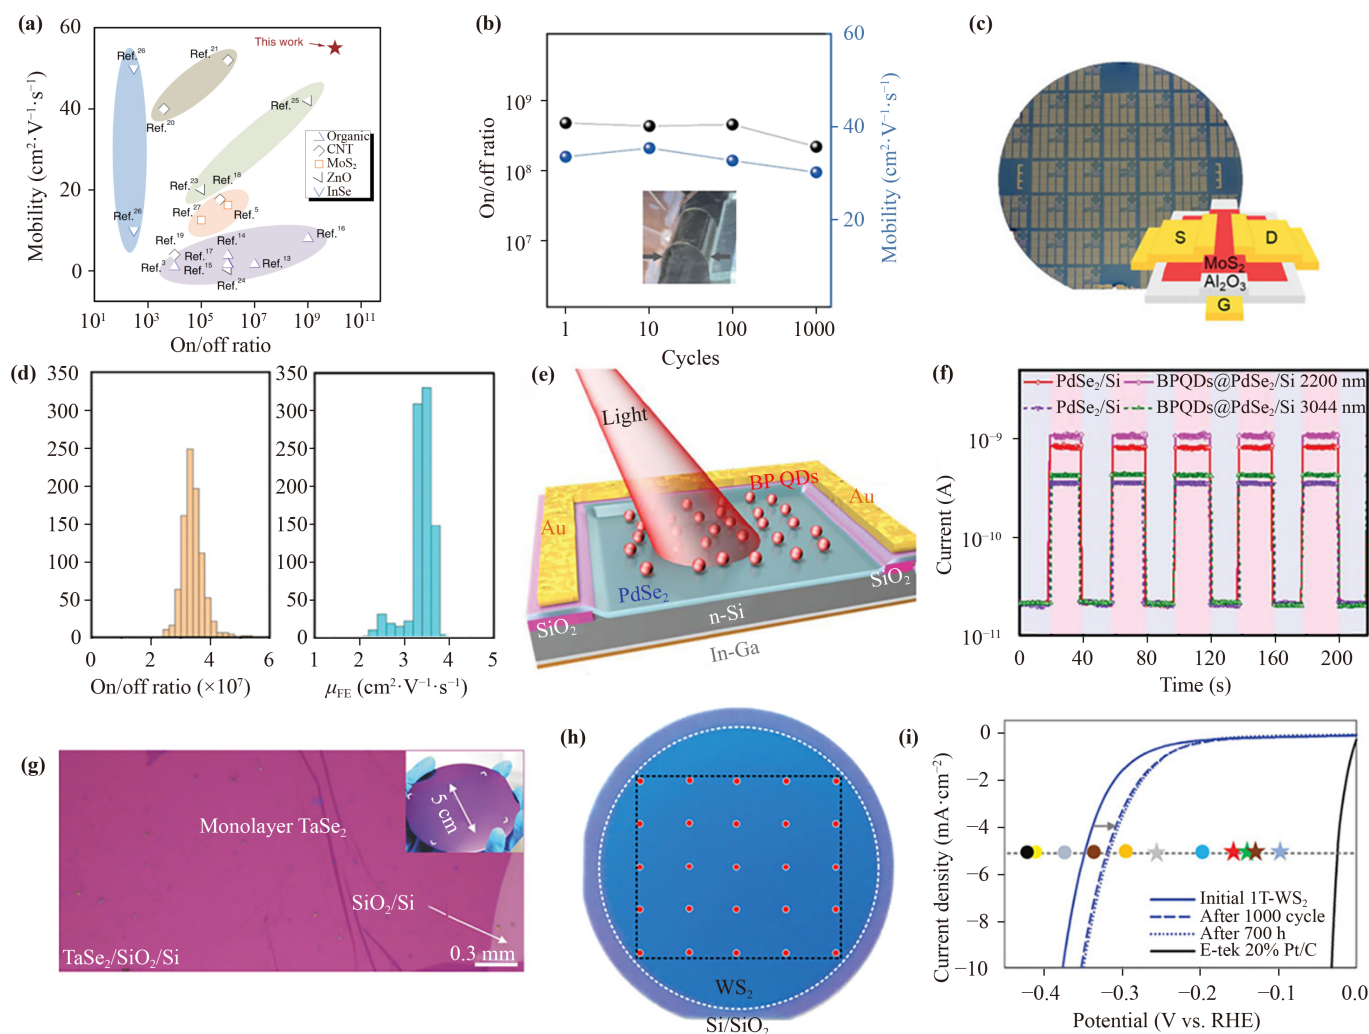 (a)
60
40
20
0
Mobility (cm²·V⁻¹·s⁻¹)
This work
Ref.²⁶
Ref.²¹
Ref.²⁰
Ref.²⁵
Organic
CNT
MoS₂
ZnO
InSe
Ref.²³
Ref.¹⁸
Ref.²⁷
Ref.⁵
Ref.²⁶
Ref.¹⁹
Ref.¹⁷
Ref.¹⁴
Ref.¹⁶
Ref.³
Ref.¹⁵
Ref.¹³
Ref.²⁴
10¹ 10³ 10⁵ 10⁷ 10⁹ 10¹¹
On/off ratio
(b)
10⁹
10⁸
10⁷
On/off ratio
60
40
20
Mobility (cm²·V⁻¹·s⁻¹)
1 10 100 1000
Cycles
(c)
S
D
MoS₂
Al₂O₃
G
(d)
350
300
250
200
150
100
50
0
0 2 4 6
On/off ratio (×10⁷)
350
300
250
200
150
100
50
0
1 2 3 4 5
μFE (cm²·V⁻¹·s⁻¹)
(e)
Light
BP QDs
Au
Au
PdSe₂
SiO₂
SiO₂
n-Si
In-Ga
(f)
PdSe₂/Si BPQDs@PdSe₂/Si 2200 nm
PdSe₂/Si BPQDs@PdSe₂/Si 3044 nm
10⁻⁹
10⁻¹⁰
10⁻¹¹
Current (A)
0 40 80 120 160 200
Time (s)
(g)
5 cm
Monolayer TaSe₂
SiO₂/Si
0.3 mm
TaSe₂/SiO₂/Si
(h)
WS₂
Si/SiO₂
(i)
0
−2
−4
−6
−8
−10
Current density (mA·cm⁻²)
Initial 1T-WS₂
After 1000 cycle
After 700 h
E-tek 20% Pt/C
−0.4 −0.3 −0.2 −0.1 0.0
Potential (V vs. RHE)